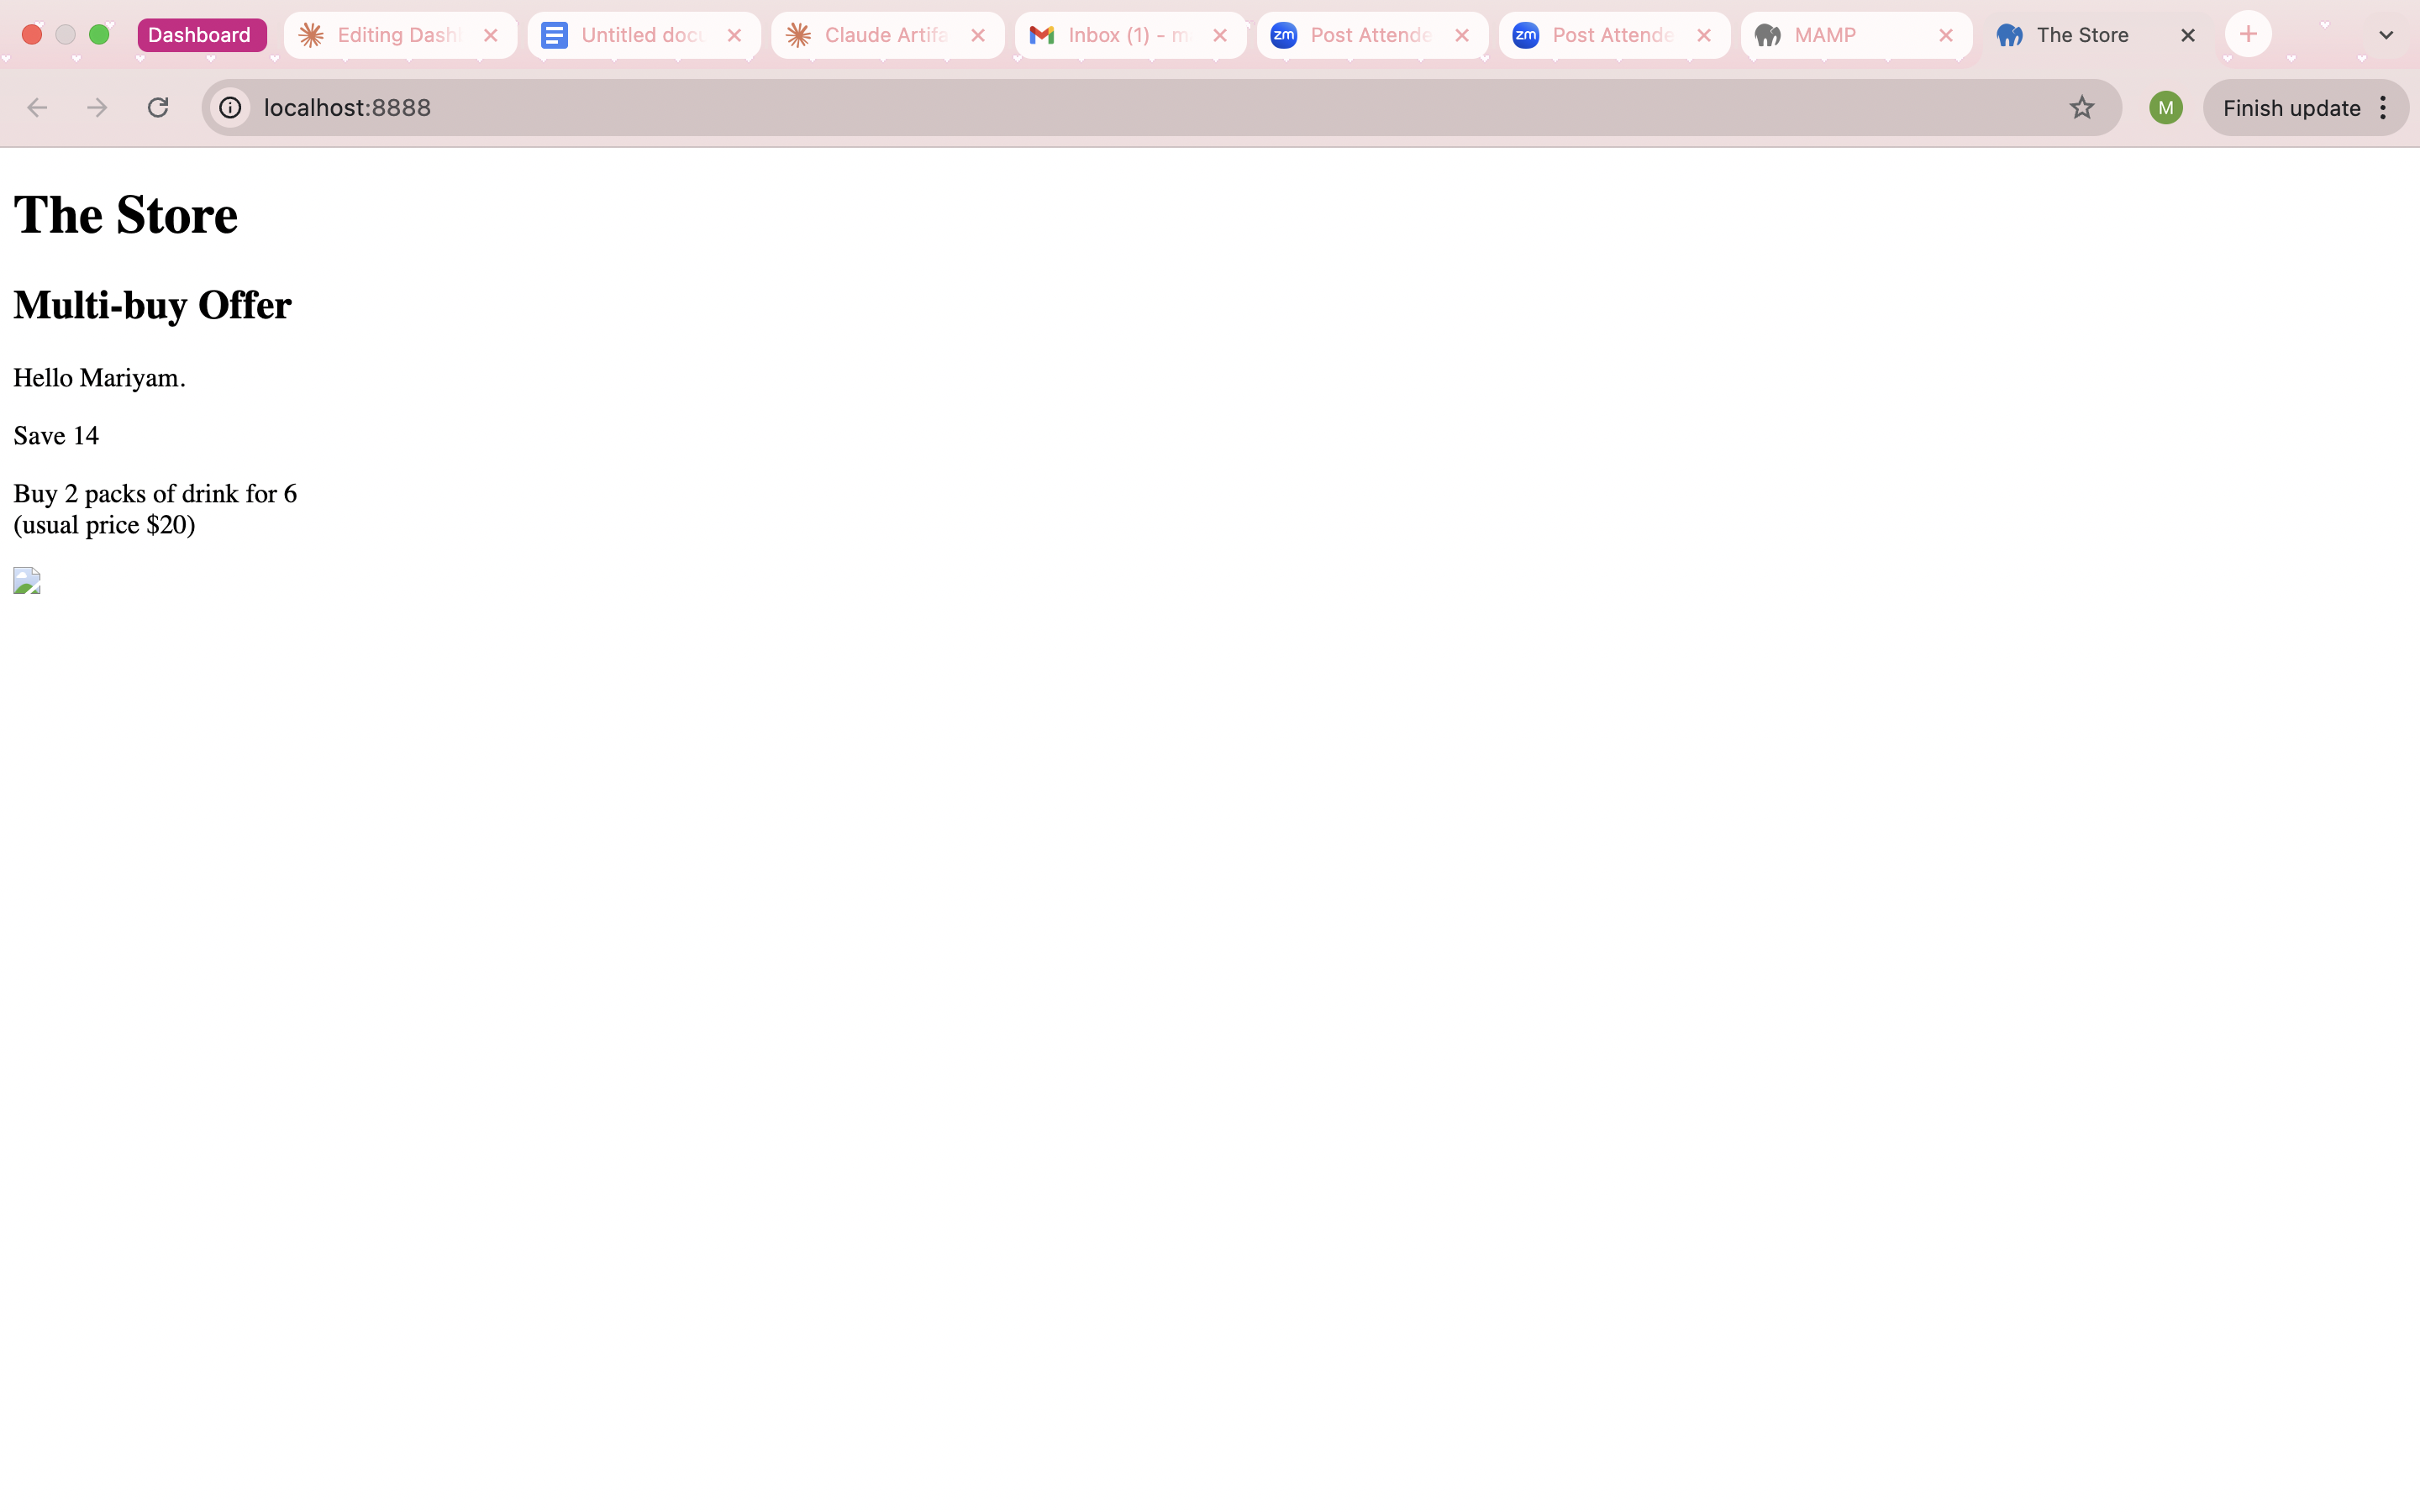 Dashboard
Editing Dash
Untitled doc
Claude Artifa
Inbox (1) - m
zm
Post Attende
zm
Post Attende
MAMP
The Store
localhost:8888
M
Finish update
The Store
Multi-buy Offer
Hello Mariyam.
Save 14
Buy 2 packs of drink for 6
(usual price $20)